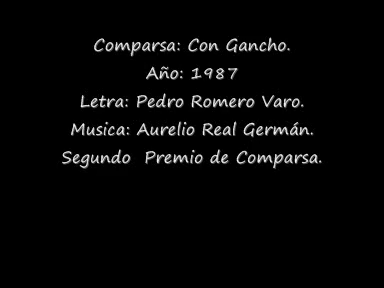 Comparsa: Con Gancho.
Año: 1987
Letra: Pedro Romero Varo.
Musica: Aurelio Real Germán.
Segundo  Premio de Comparsa.